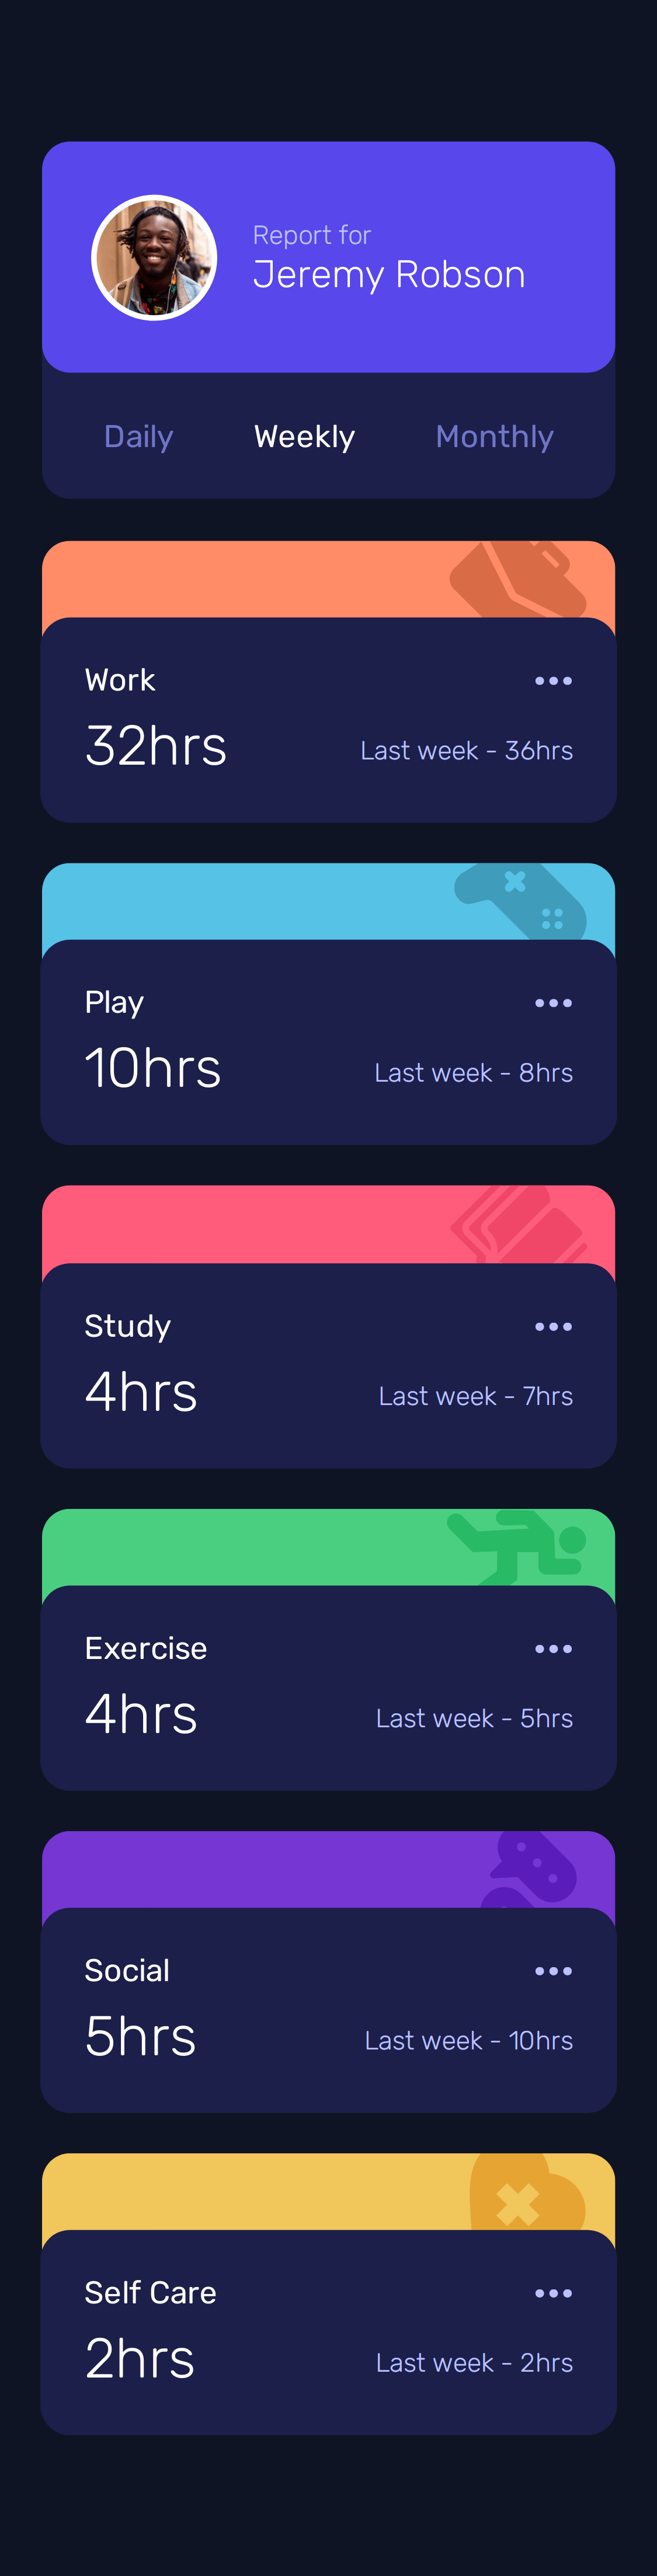 Report for
Jeremy Robson
Daily Weekly Monthly
Work
32hrs Last week - 36hrs
Play
10hrs Last week - 8hrs
Study
4hrs Last week - 7hrs
Exercise
4hrs Last week - 5hrs
Social
5hrs Last week - 10hrs
Self Care
2hrs Last week - 2hrs